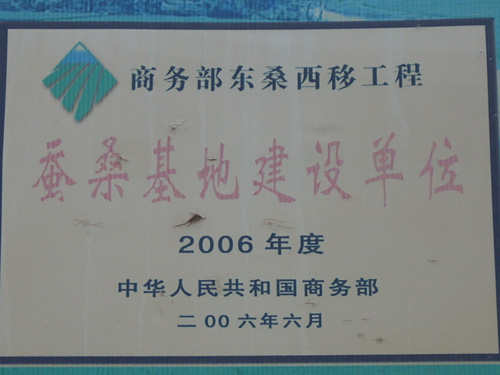 商务部东桑西移工程
蚕桑基地建设单位
2006 年度
中华人民共和国商务部
二00六年六月